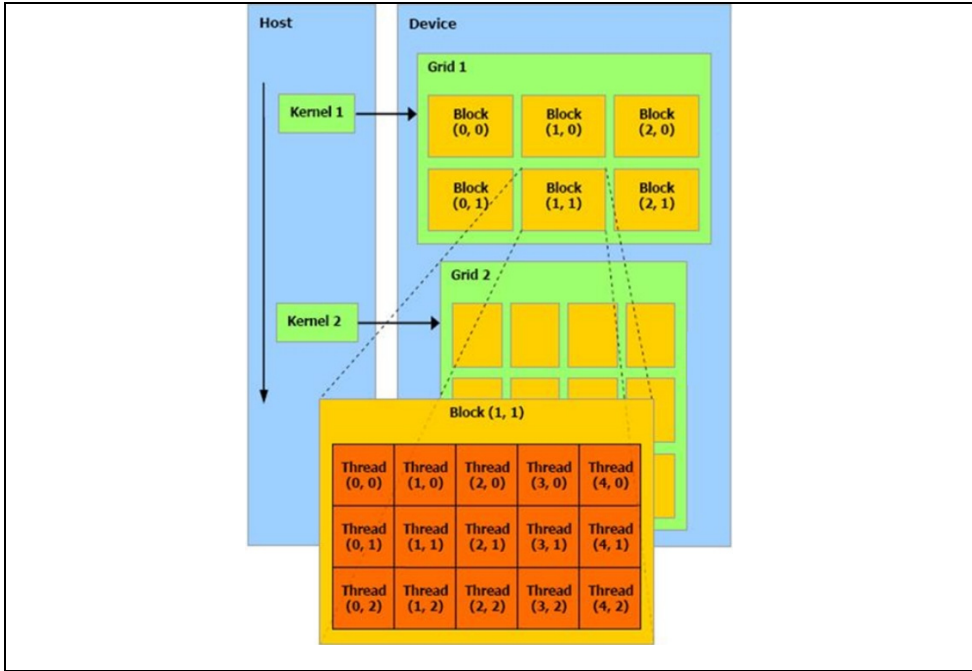 Host
Device
Grid 1
Kernel 1
Block
(0, 0)
Block
(1, 0)
Block
(2, 0)
Block
(0, 1)
Block
(1, 1)
Block
(2, 1)
Grid 2
Kernel 2
Block (1, 1)
Thread
(0, 0)
Thread
(1, 0)
Thread
(2, 0)
Thread
(3, 0)
Thread
(4, 0)
Thread
(0, 1)
Thread
(1, 1)
Thread
(2, 1)
Thread
(3, 1)
Thread
(4, 1)
Thread
(0, 2)
Thread
(1, 2)
Thread
(2, 2)
Thread
(3, 2)
Thread
(4, 2)